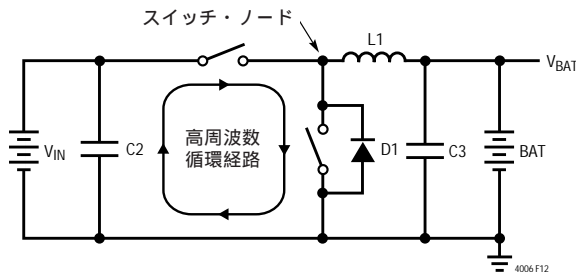 スイッチ・ノード
L1
VBAT
VIN
C2
高周波数
循環経路
D1
C3
BAT
4006 F12